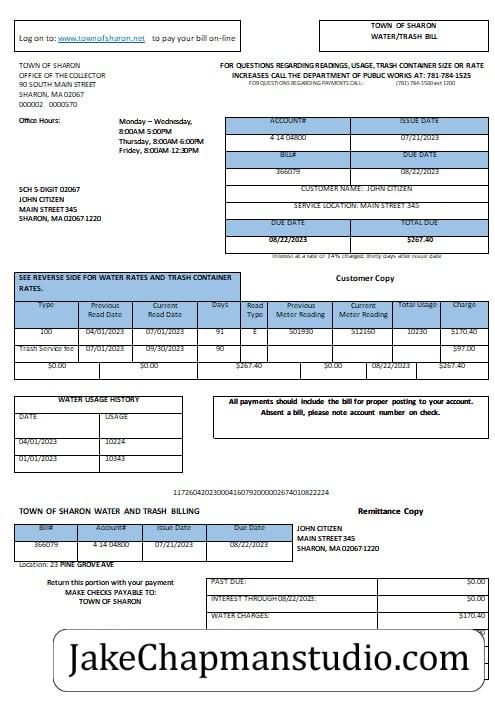 Log on to: www.townofsharon.net to pay your bill on-line
TOWN OF SHARON
WATER/TRASH BILL
TOWN OF SHARON
OFFICE OF THE COLLECTOR
90 SOUTH MAIN STREET
SHARON, MA 02067
000002 0000570
FOR QUESTIONS REGARDING READINGS, USAGE, TRASH CONTAINER SIZE OR RATE
INCREASES CALL THE DEPARTMENT OF PUBLIC WORKS AT: 781-784-1525
FOR QUESTIONS REGARDING PAYMENTS CALL: (781) 784-1500 ext 1200
Office Hours:
Monday – Wednesday,
8:00AM-5:00PM
Thursday, 8:00AM-6:00PM
Friday, 8:00AM-12:30PM
ACCOUNT# ISSUE DATE
4 14 04800 07/21/2023
BILL# DUE DATE
366079 08/22/2023
CUSTOMER NAME: JOHN CITIZEN
SERVICE LOCATION: MAIN STREET 345
DUE DATE TOTAL DUE
08/22/2023 $267.40
Interest at a rate of 14% charged thirty days after issue date
SCH 5-DIGIT 02067
JOHN CITIZEN
MAIN STREET 345
SHARON, MA 02067-1220
SEE REVERSE SIDE FOR WATER RATES AND TRASH CONTAINER
RATES.
Customer Copy
Type Previous Read Date Current Read Date Days Read Type Previous Meter Reading Current Meter Reading Total Usage Charge
100 04/01/2023 07/01/2023 91 E 501930 512160 10230 $170.40
Trash Service fee 07/01/2023 09/30/2023 90 $97.00
$0.00 $0.00 $267.40 $0.00 08/22/2023 $267.40
WATER USAGE HISTORY
DATE USAGE
04/01/2023 10224
01/01/2023 10343
All payments should include the bill for proper posting to your account.
Absent a bill, please note account number on check.
117260420230004160792000002674010822224
TOWN OF SHARON WATER AND TRASH BILLING
Remittance Copy
Bill# Account# Issue Date Due Date
366079 4 14 04800 07/21/2023 08/22/2023
JOHN CITIZEN
MAIN STREET 345
SHARON, MA 02067-1220
Location: 23 PINE GROVE AVE
Return this portion with your payment
MAKE CHECKS PAYABLE TO:
TOWN OF SHARON
PAST DUE: $0.00
INTEREST THROUGH 08/22/2023: $0.00
WATER CHARGES: $170.40
JakeChapmanstudio.com